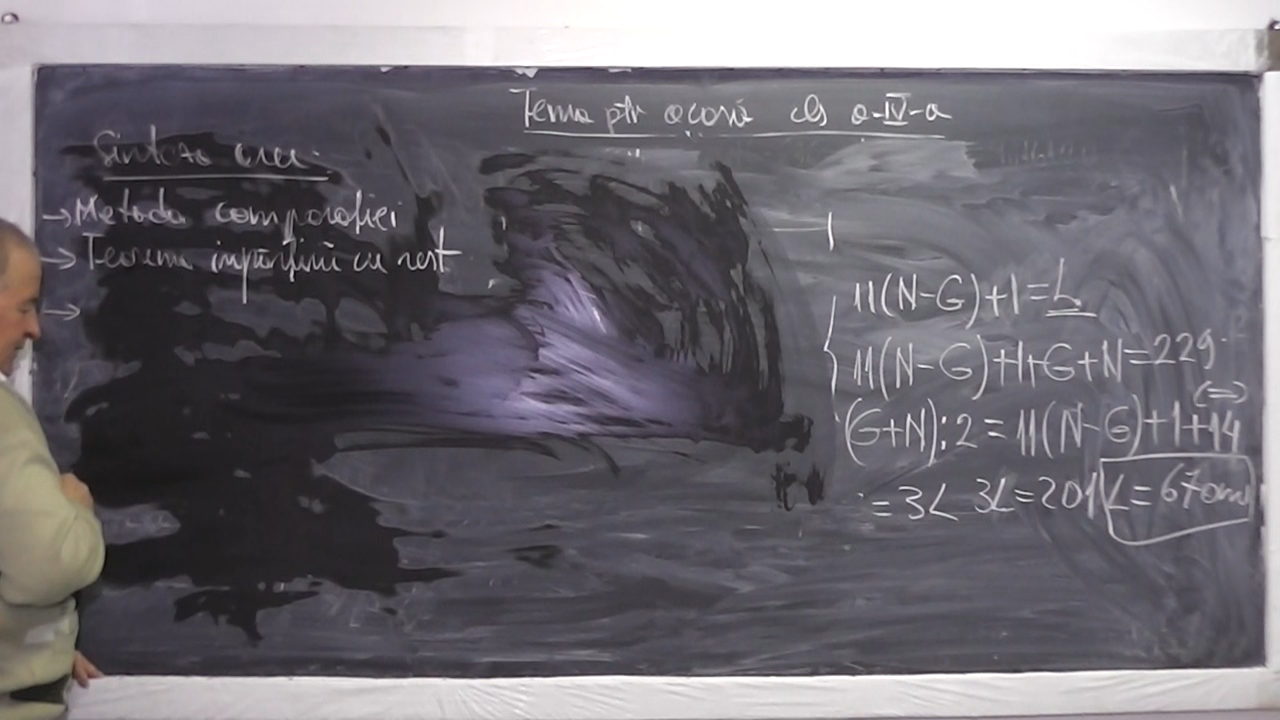 Tema ptr acasă cls a-IV-a
Sinteza orei
→Metoda comparației
→Teorema împărțirii cu rest
→
11(N-G)+1=L
11(N-G)+1+G+N=229
(G+N):2=11(N-G)+1+14
=3L 3L=201 L=67 ani